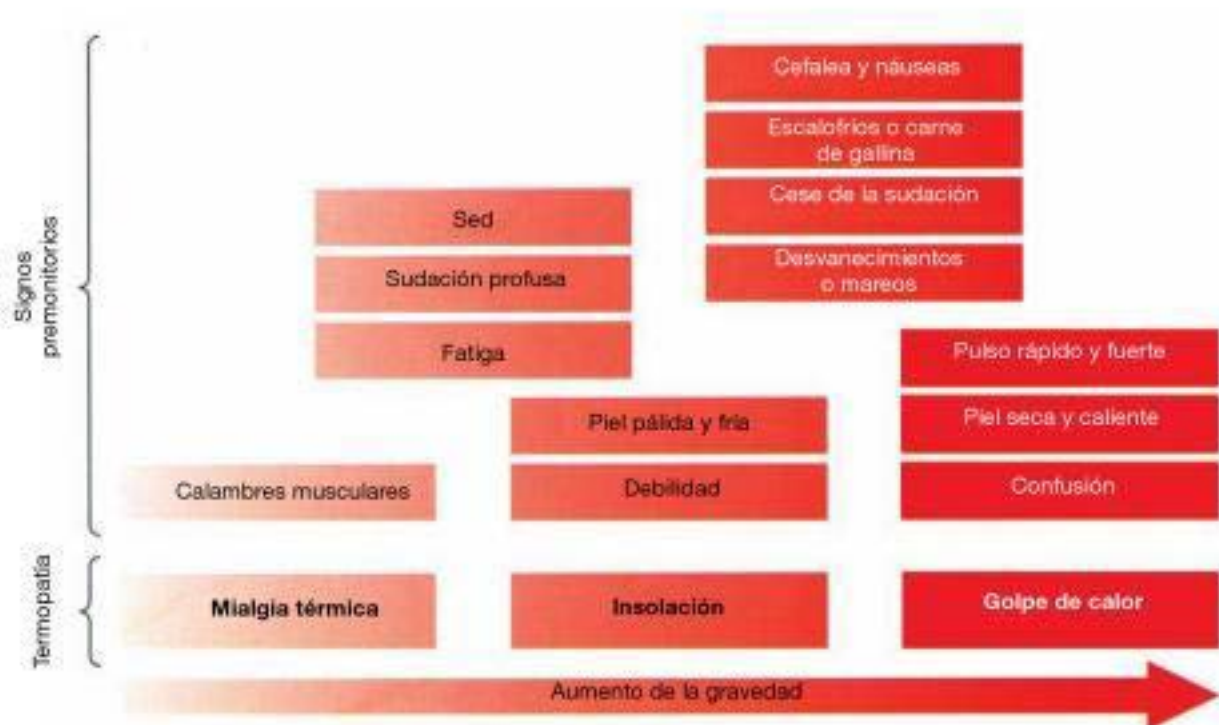 Signos
premonitorios
Cefalea y náuseas
Escalofríos o carne
de gallina
Cese de la sudación
Desvanecimientos
o mareos
Sed
Sudación profusa
Fatiga
Pulso rápido y fuerte
Piel seca y caliente
Confusión
Piel pálida y fría
Debilidad
Calambres musculares
Termopatía
Mialgia térmica
Insolación
Golpe de calor
Aumento de la gravedad